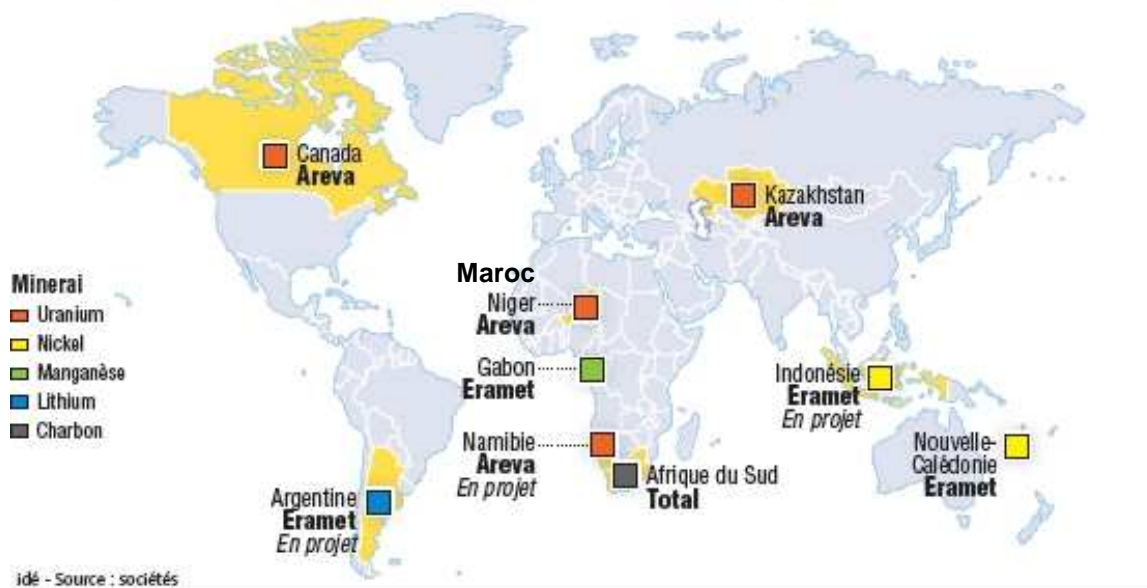 Canada
Areva
Kazakhstan
Areva
Minerai
Uranium
Nickel
Manganèse
Lithium
Charbon
Maroc
Niger
Areva
Gabon
Eramet
Namibie
Areva
En projet
Afrique du Sud
Total
Indonésie
Eramet
En projet
Nouvelle-
Calédonie
Eramet
Argentine
Eramet
En projet
idé - Source : sociétés